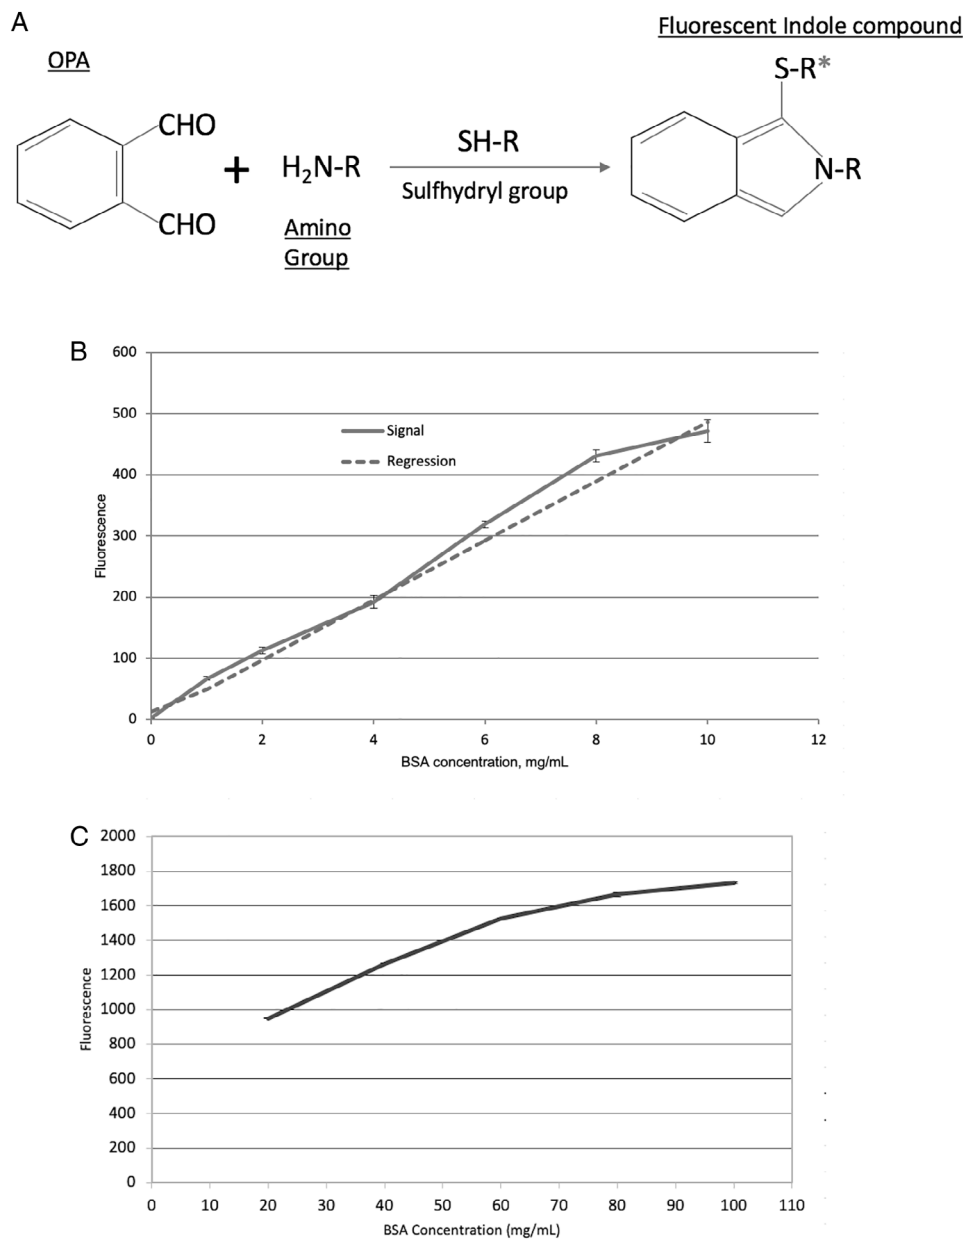 A
Fluorescent Indole compound
OPA
S-R*
CHO
SH-R
H₂N-R
N-R
Sulfhydryl group
CHO
Amino
Group
B
600
500
Signal
400
Regression
300
200
100
0
Fluorescence
0 2 4 6 8 10 12
BSA concentration, mg/mL
C
2000
1800
1600
1400
1200
1000
800
600
400
200
0
Fluorescence
0 10 20 30 40 50 60 70 80 90 100 110
BSA Concentration (mg/mL)